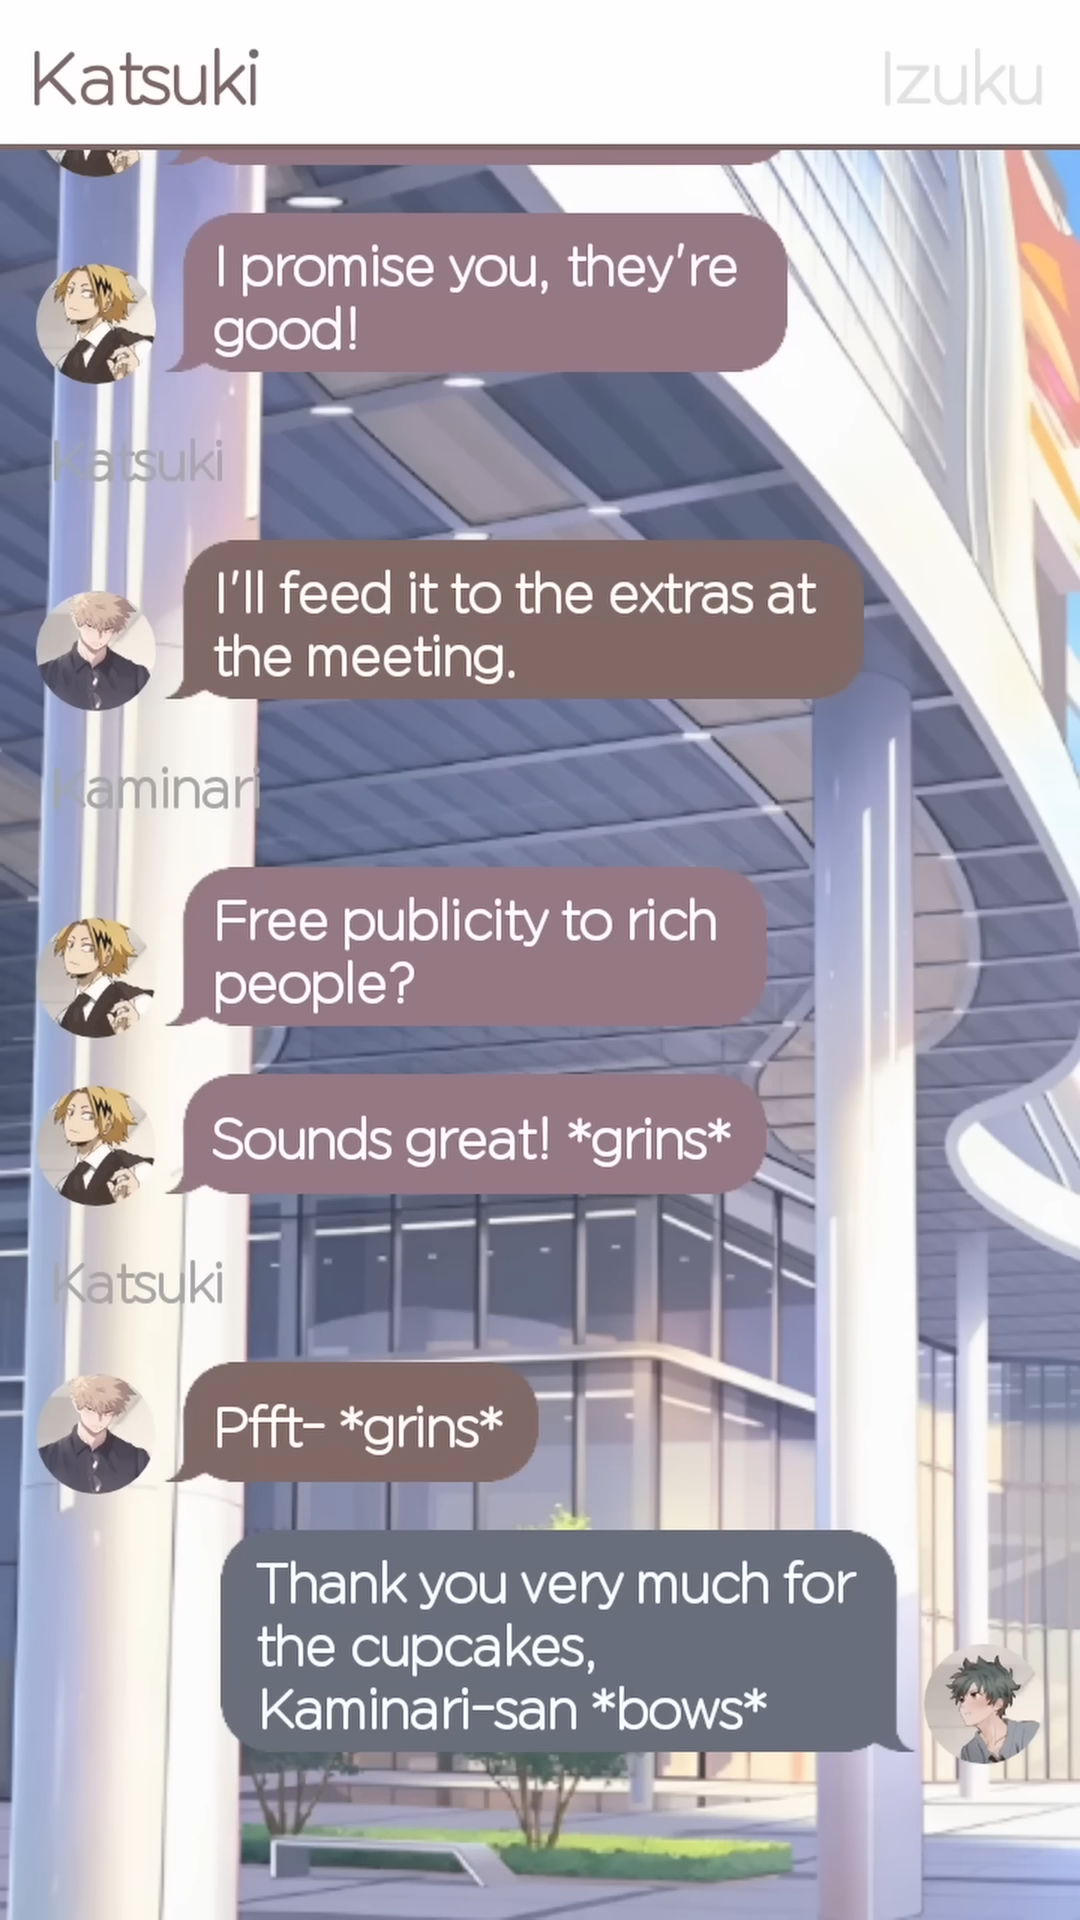 Katsuki
Izuku
I promise you, they're
good!
Katsuki
I'll feed it to the extras at
the meeting.
Kaminari
Free publicity to rich
people?
Sounds great! *grins*
Katsuki
Pfft- *grins*
Thank you very much for
the cupcakes,
Kaminari-san *bows*